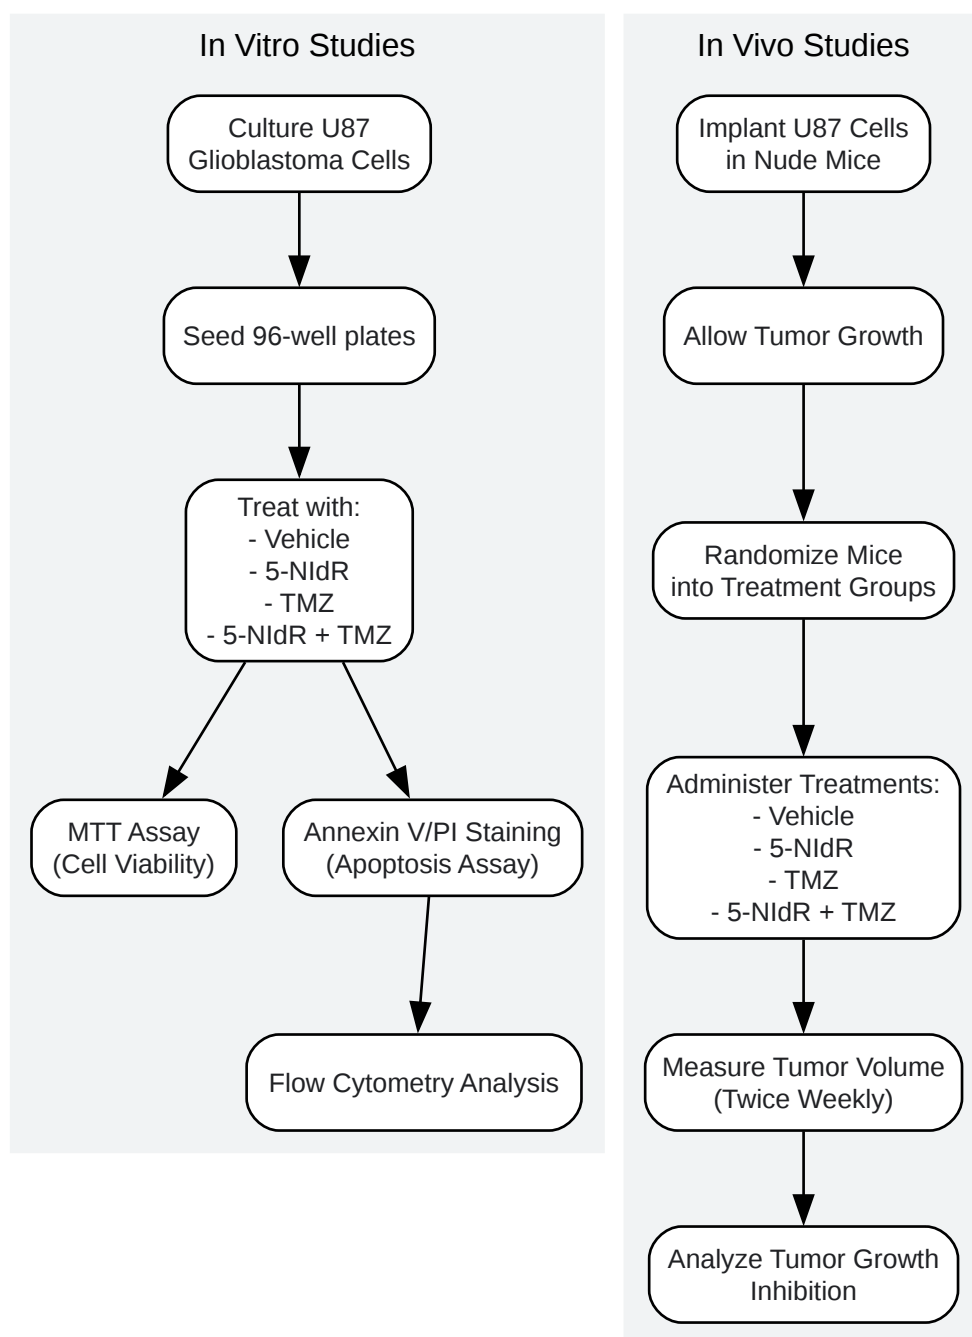 In Vitro Studies
Culture U87
Glioblastoma Cells
Seed 96-well plates
Treat with:
- Vehicle
- 5-NIdR
- TMZ
- 5-NIdR + TMZ
MTT Assay
(Cell Viability)
Annexin V/PI Staining
(Apoptosis Assay)
Flow Cytometry Analysis
In Vivo Studies
Implant U87 Cells
in Nude Mice
Allow Tumor Growth
Randomize Mice
into Treatment Groups
Administer Treatments:
- Vehicle
- 5-NIdR
- TMZ
- 5-NIdR + TMZ
Measure Tumor Volume
(Twice Weekly)
Analyze Tumor Growth
Inhibition